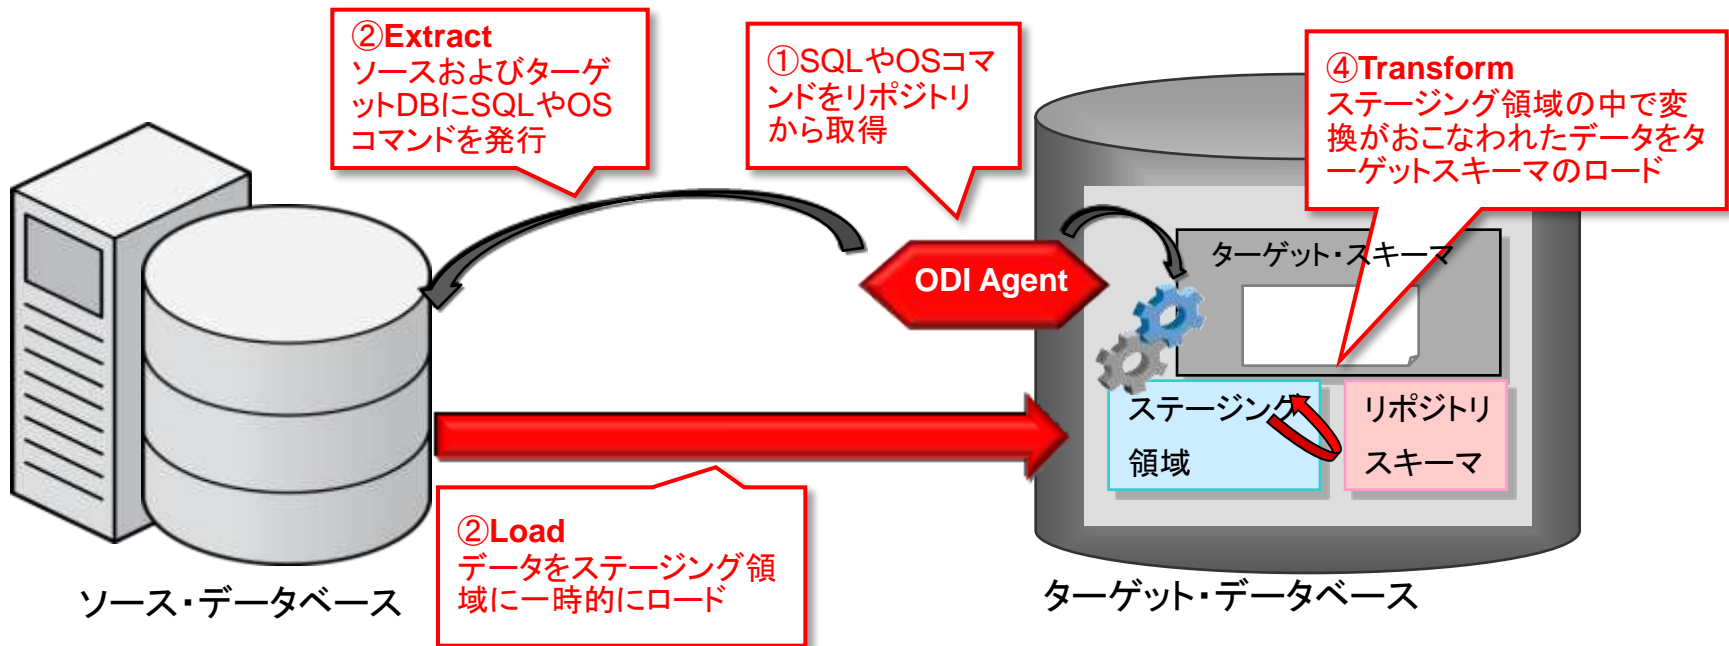 ②Extract
ソースおよびターゲ
ットDBにSQLやOS
コマンドを発行
①SQLやOSコマ
ンドをリポジトリ
から取得
④Transform
ステージング領域の中で変
換がおこなわれたデータをタ
ーゲットスキーマのロード
ODI Agent
ターゲット・スキーマ
ステージング
領域
リポジトリ
スキーマ
②Load
データをステージング領
域に一時的にロード
ソース・データベース
ターゲット・データベース